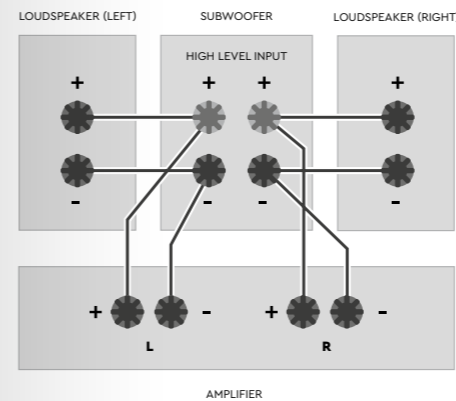 LOUDSPEAKER (LEFT) SUBWOOFER LOUDSPEAKER (RIGHT
HIGH LEVEL INPUT
+ + + +
- - - -
+ - + -
L R
AMPLIFIER